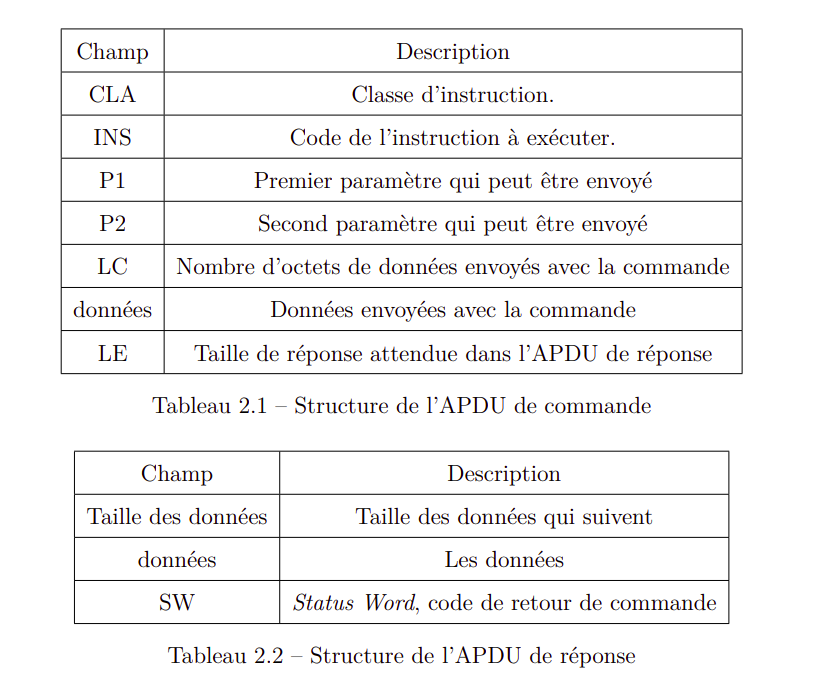 Champ Description
CLA Classe d'instruction.
INS Code de l'instruction à exécuter.
P1 Premier paramètre qui peut être envoyé
P2 Second paramètre qui peut être envoyé
LC Nombre d'octets de données envoyés avec la commande
données Données envoyées avec la commande
LE Taille de réponse attendue dans l'APDU de réponse
Tableau 2.1 – Structure de l'APDU de commande
Champ Description
Taille des données Taille des données qui suivent
données Les données
SW Status Word, code de retour de commande
Tableau 2.2 – Structure de l'APDU de réponse